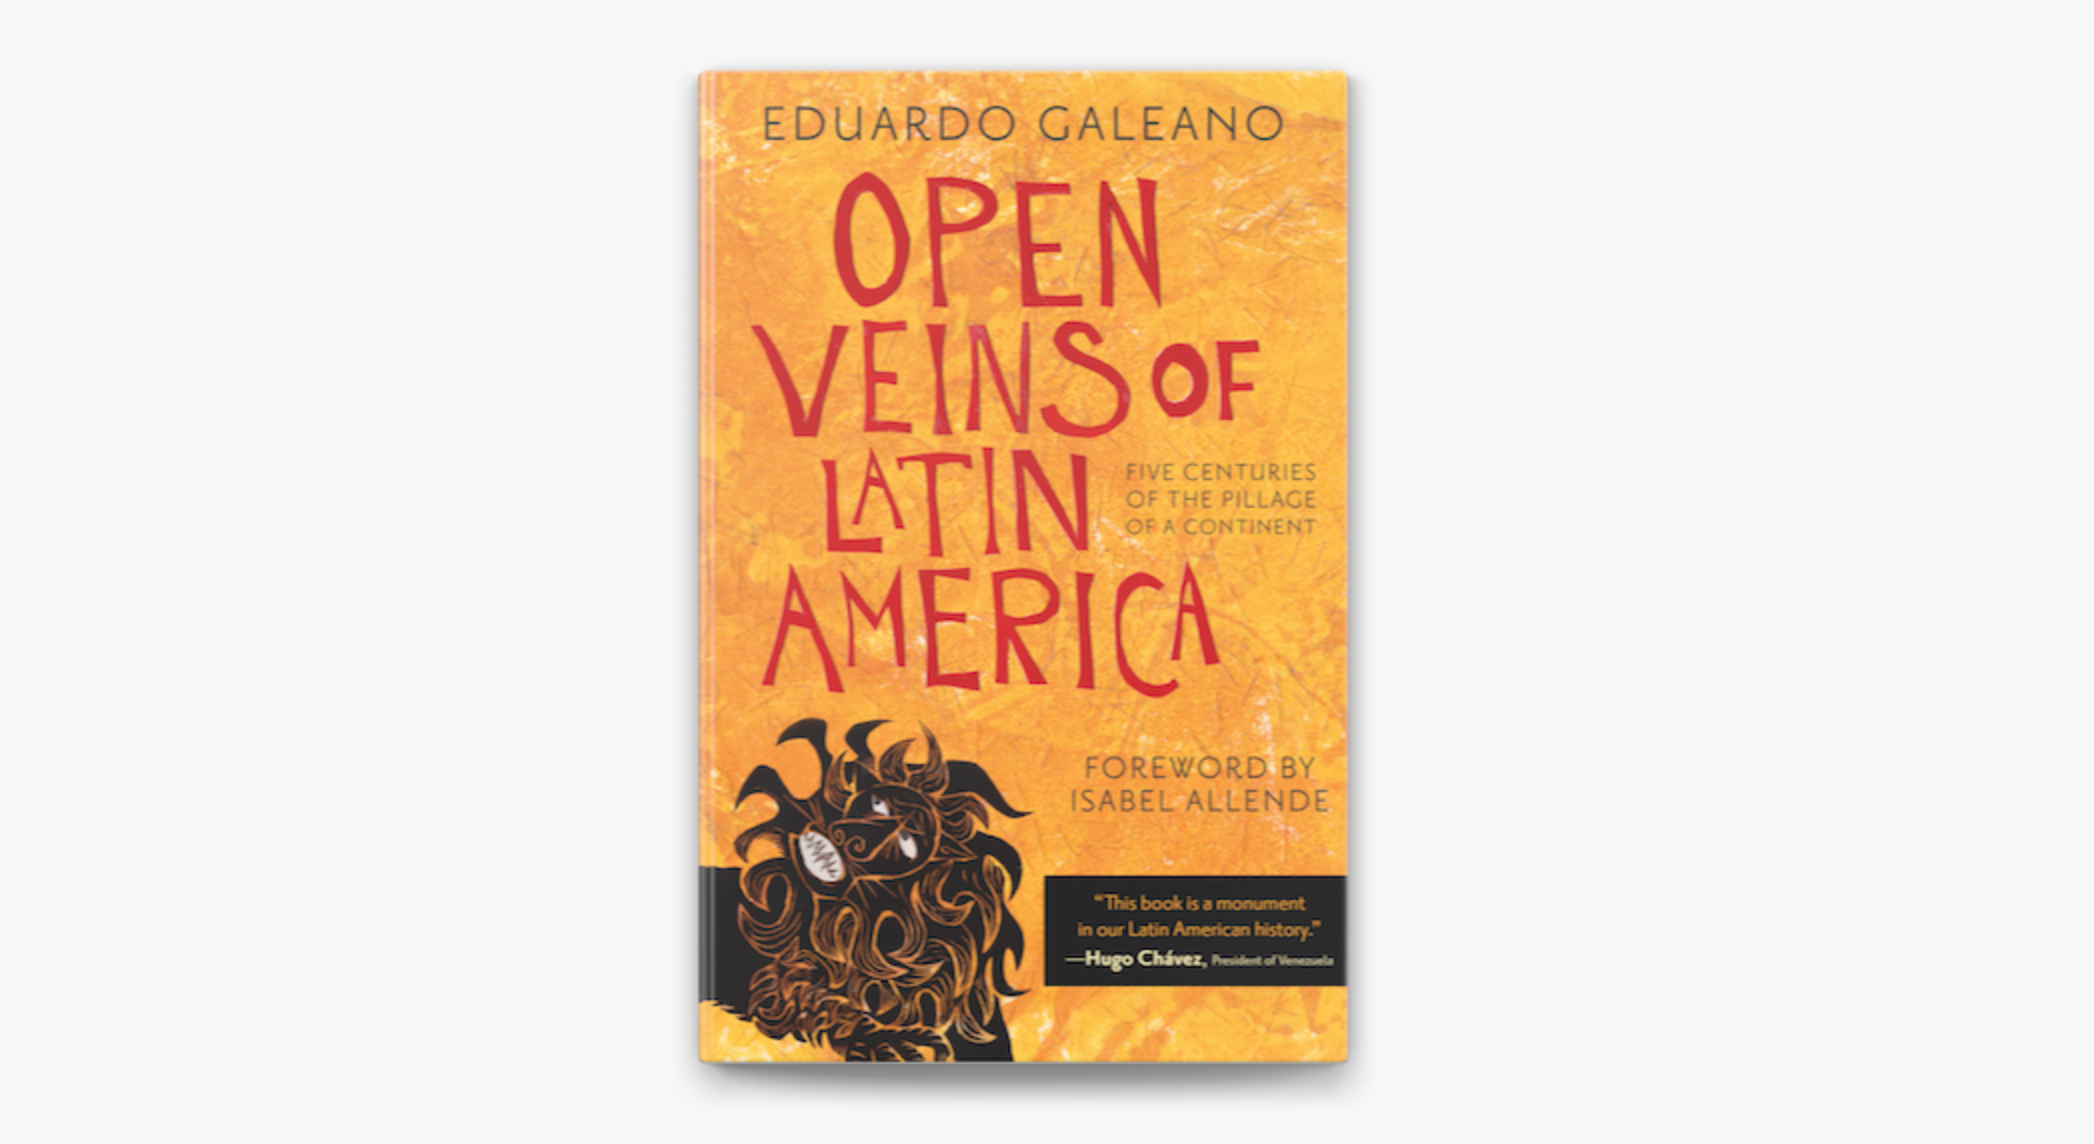 EDUARDO GALEANO
OPEN
VEINS OF
LATIN
FIVE CENTURIES
OF THE PILLAGE
OF A CONTINENT
AMERICA
FOREWORD BY
ISABEL ALLENDE
“This book is a monument
in our Latin American history.”
—Hugo Chávez, President of Venezuela